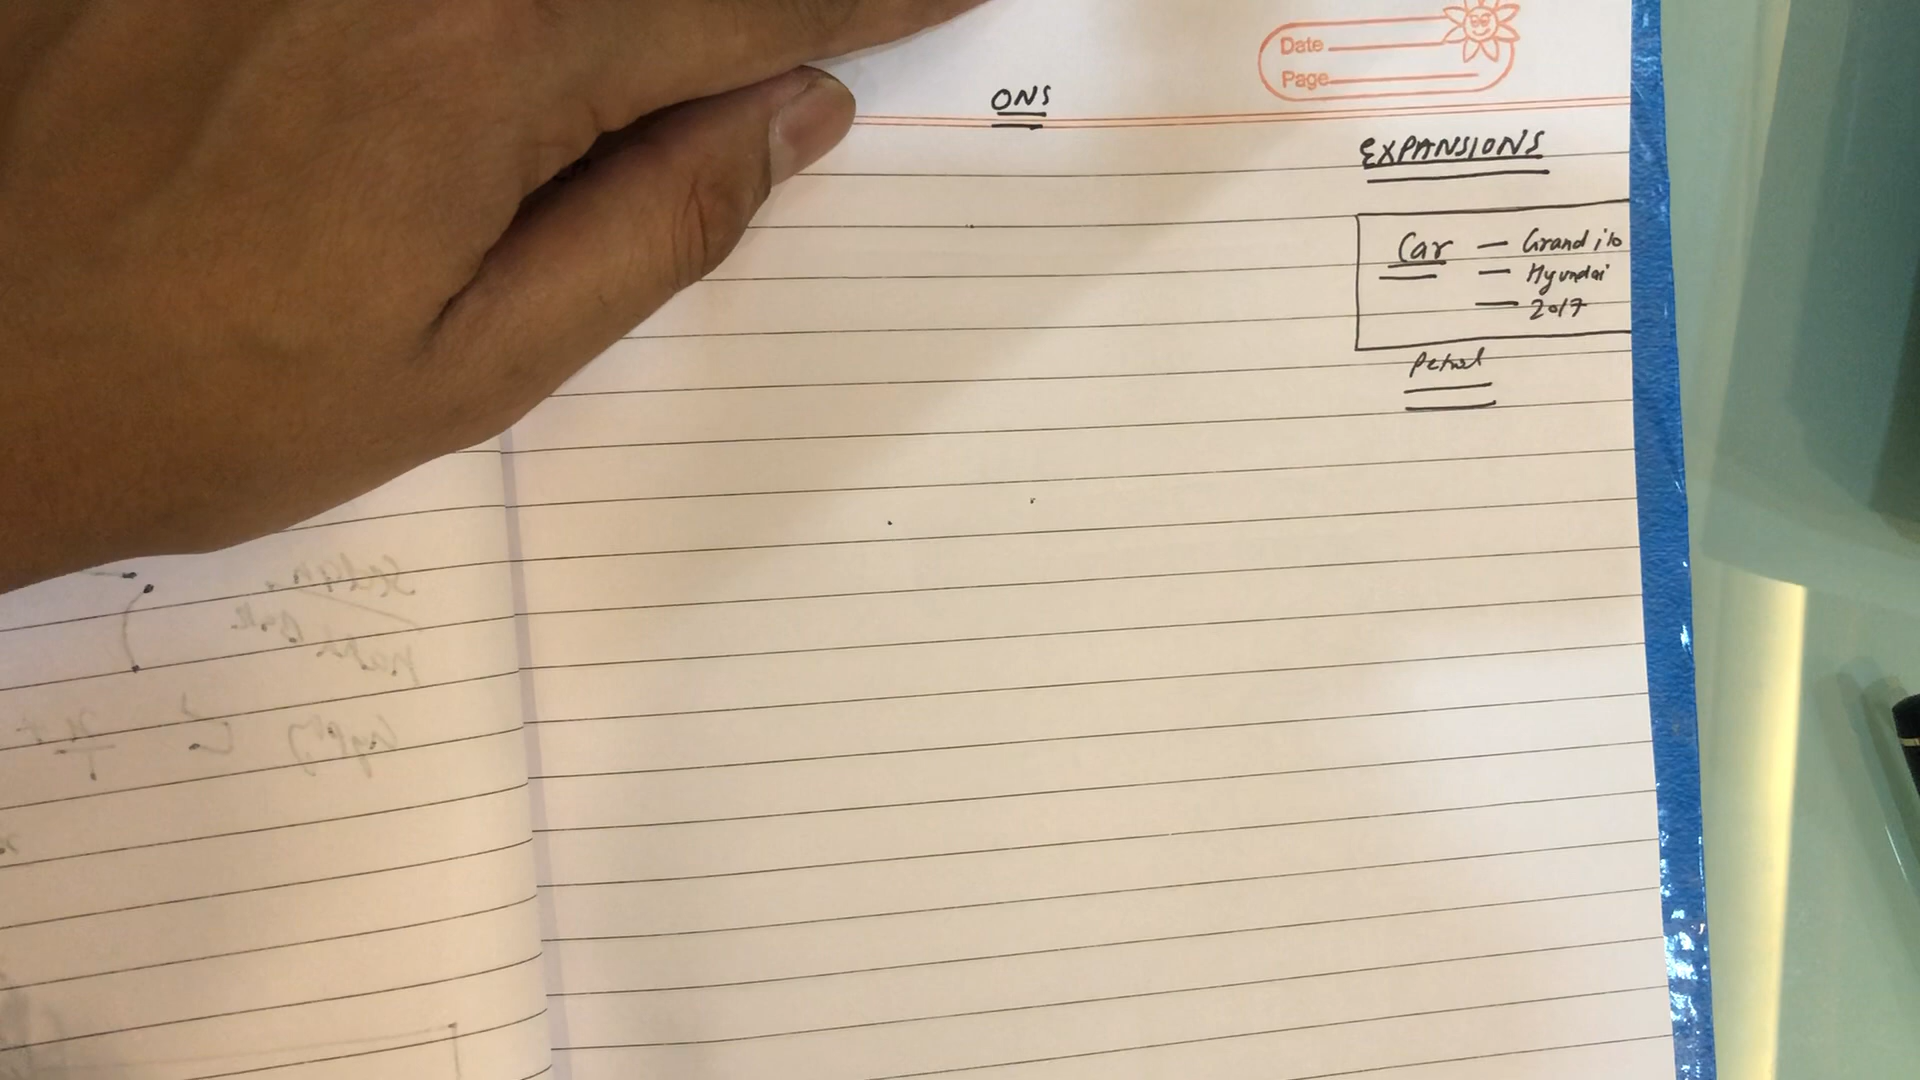 Date
Page
ONS
EXPANSIONS
Car — Grand i10
— Hyundai
— 2017
Petrol